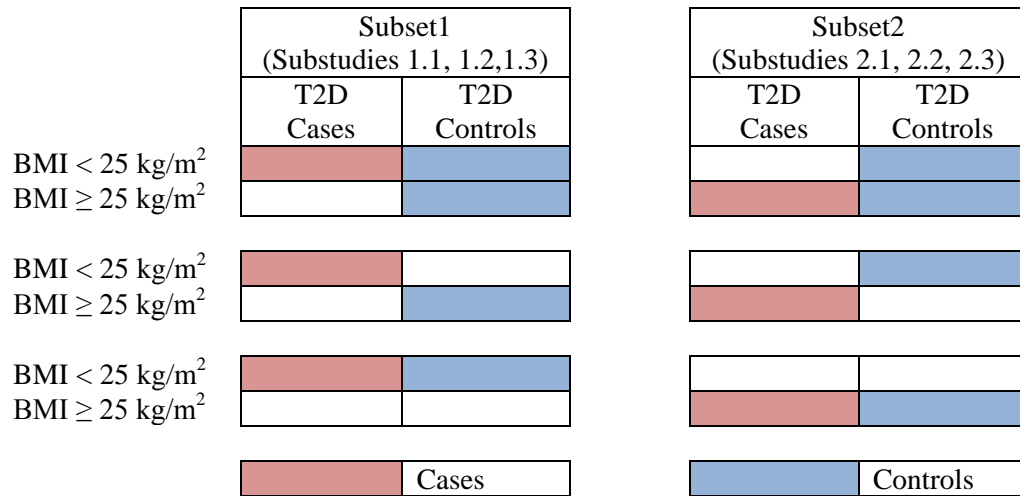 Subset1
(Substudies 1.1, 1.2,1.3)
T2D Cases
T2D Controls
Subset2
(Substudies 2.1, 2.2, 2.3)
T2D Cases
T2D Controls
BMI < 25 kg/m²
BMI ≥ 25 kg/m²
BMI < 25 kg/m²
BMI ≥ 25 kg/m²
BMI < 25 kg/m²
BMI ≥ 25 kg/m²
Cases
Controls